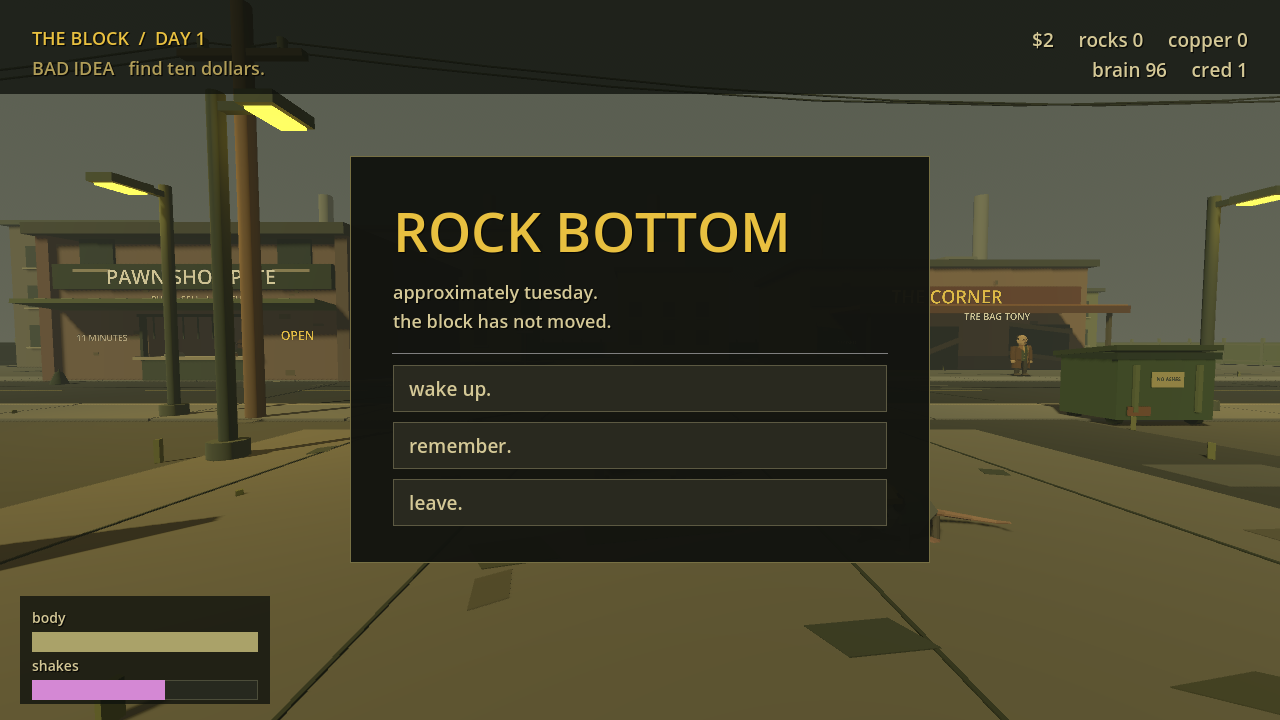 THE BLOCK / DAY 1
BAD IDEA find ten dollars.
$2 rocks 0 copper 0
brain 96 cred 1
PAWN SHOP
11 MINUTES
OPEN
CORNER
TRE BAG TONY
ROCK BOTTOM
approximately tuesday.
the block has not moved.
wake up.
remember.
leave.
body
shakes